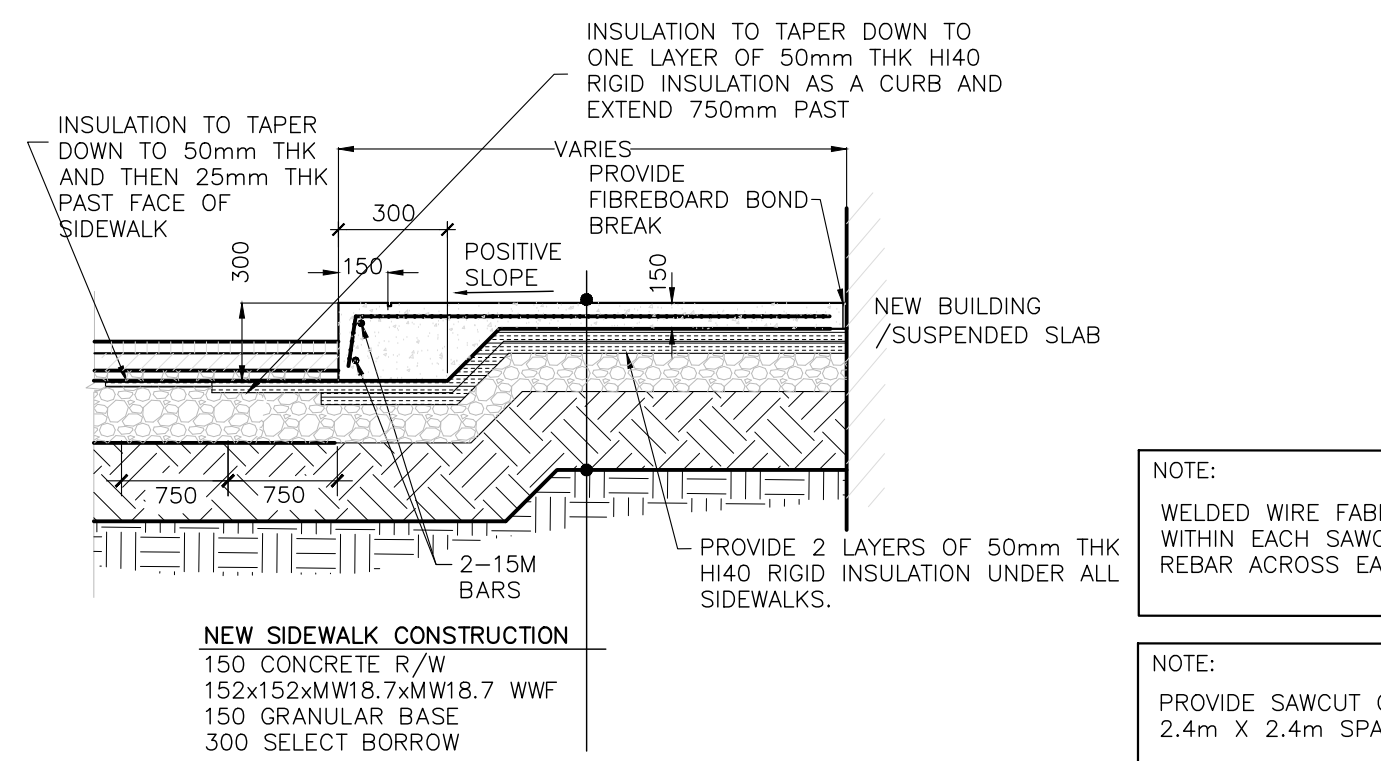 INSULATION TO TAPER DOWN TO
ONE LAYER OF 50mm THK HI40
RIGID INSULATION AS A CURB AND
EXTEND 750mm PAST
INSULATION TO TAPER
DOWN TO 50mm THK
AND THEN 25mm THK
PAST FACE OF
SIDEWALK
VARIES
PROVIDE
FIBREBOARD BOND
BREAK
300
300
150
POSITIVE
SLOPE
150
NEW BUILDING
/SUSPENDED SLAB
750
750
2-15M
BARS
PROVIDE 2 LAYERS OF 50mm THK
HI40 RIGID INSULATION UNDER ALL
SIDEWALKS.
NEW SIDEWALK CONSTRUCTION
150 CONCRETE R/W
152x152xMW18.7xMW18.7 WWF
150 GRANULAR BASE
300 SELECT BORROW
NOTE:
WELDED WIRE
WITHIN EACH
REBAR ACROSS
NOTE:
PROVIDE SAWCUT
2.4m X 2.4m